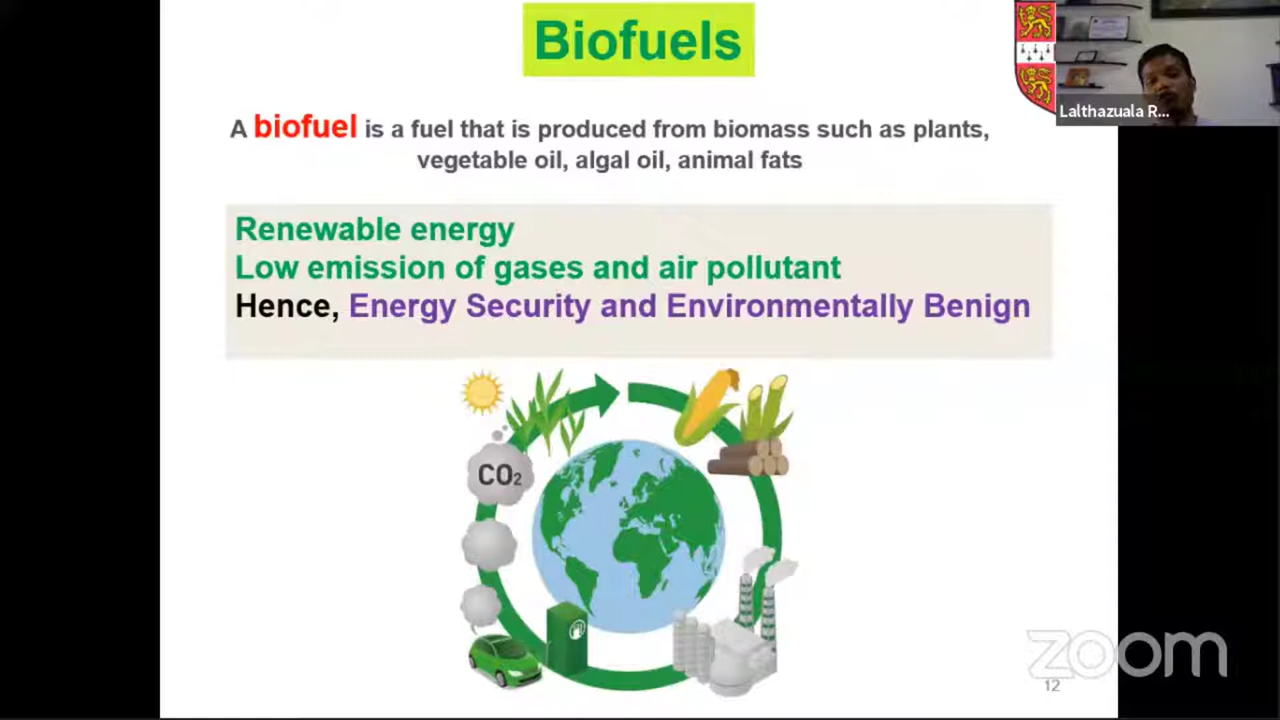 Biofuels
A biofuel is a fuel that is produced from biomass such as plants,
vegetable oil, algal oil, animal fats
Renewable energy
Low emission of gases and air pollutant
Hence, Energy Security and Environmentally Benign
CO₂
Lalthazuala R...
zoom
12